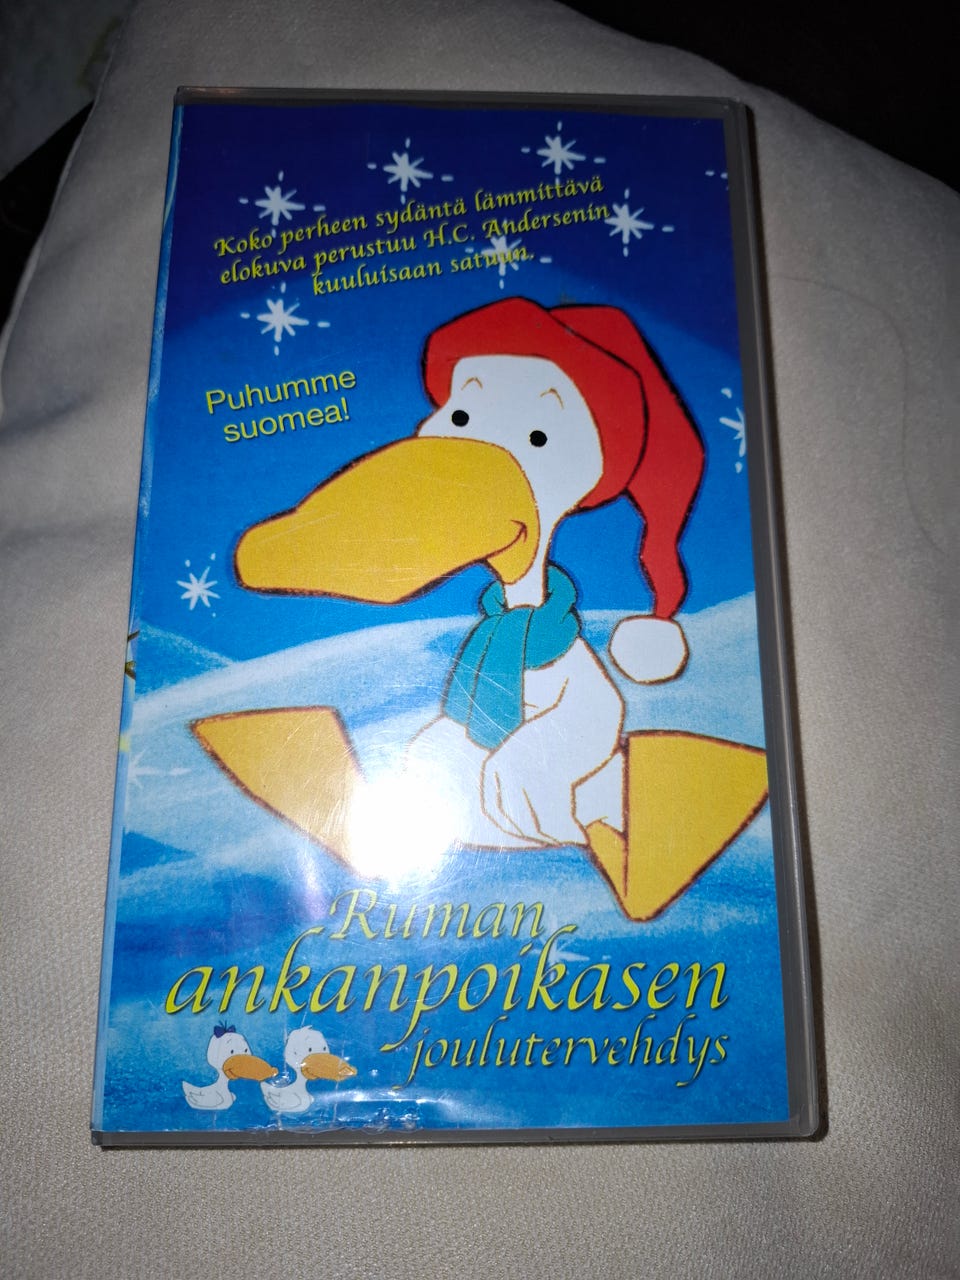 Koko perheen sydäntä lämmittävä
elokuva perustuu H.C. Andersenin
kuuluisaan satuun.
Puhumme
suomea!
Ruman
ankanpoikasen
joulutervehdys